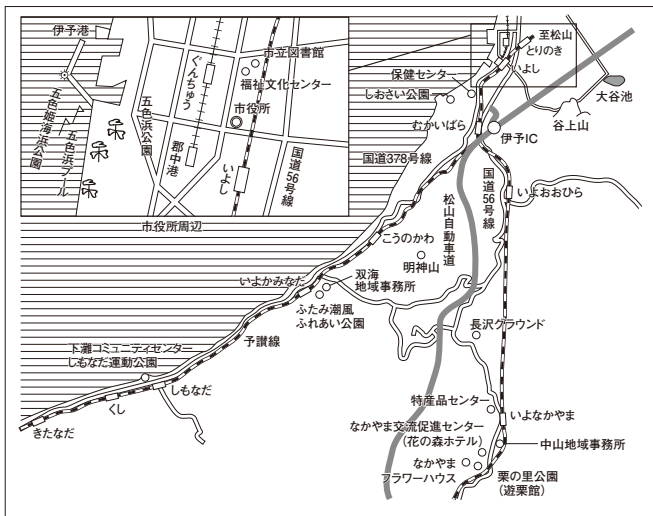 伊予港
五色姫海浜公園
五色浜プール
五色浜公園
ぐんちゅう
郡中港
市立図書館
福祉文化センター
市役所
いよし
国道56号線
市役所周辺
至松山
とりのき
いよし
保健センター
しおさい公園
大谷池
谷上山
むかいばら
伊予IC
国道378号線
国道56号線
いよおおひら
松山自動車道
こうのかわ
明神山
いよかみなだ
双海
地域事務所
ふたみ潮風
ふれあい公園
予讃線
長沢グラウンド
下灘コミュニティセンター
しもなだ運動公園
しもなだ
くし
きたなだ
特産品センター
いよなかやま
なかやま交流促進センター
(花の森ホテル)
中山地域事務所
なかやま
フラワーハウス
栗の里公園
(遊栗館)